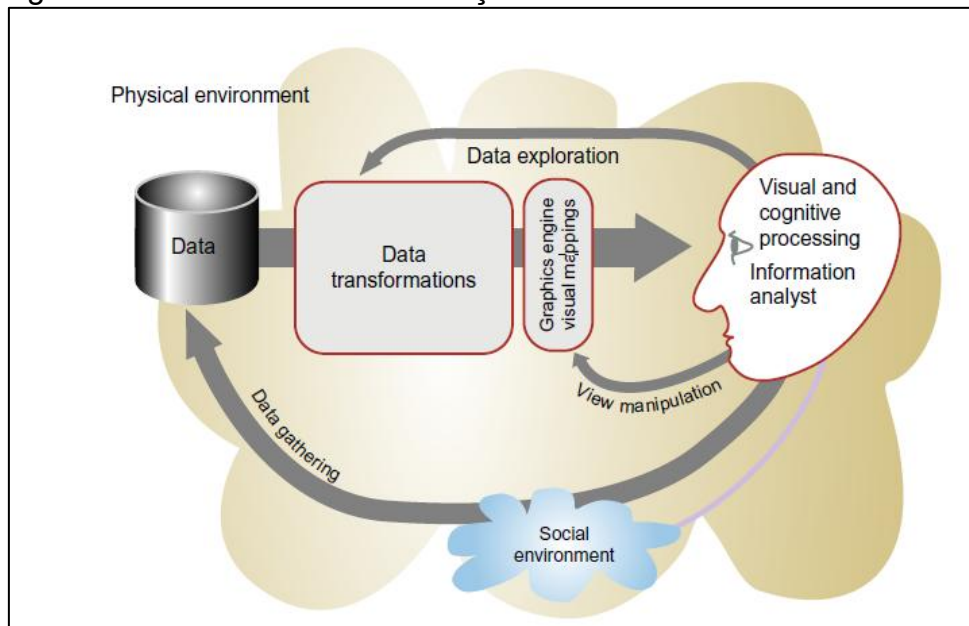 Physical environment
Data exploration
Data
Data
transformations
Graphics engine
visual mappings
Visual and
cognitive
processing
Information
analyst
View manipulation
Data gathering
Social
environment